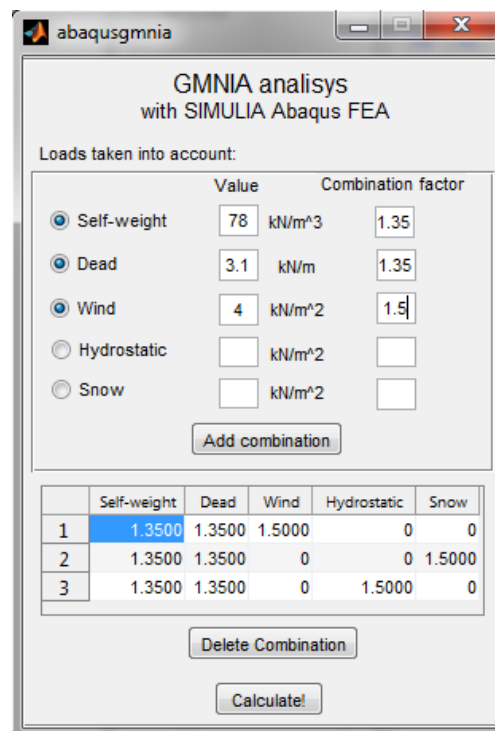 abaqusgmnia
GMNIA analisys
with SIMULIA Abaqus FEA
Loads taken into account:
Value Combination factor
Self-weight 78 kN/m^3 1.35
Dead 3.1 kN/m 1.35
Wind 4 kN/m^2 1.5
Hydrostatic kN/m^2
Snow kN/m^2
Add combination
Self-weight Dead Wind Hydrostatic Snow
1 1.3500 1.3500 1.5000 0 0
2 1.3500 1.3500 0 0 1.5000
3 1.3500 1.3500 0 1.5000 0
Delete Combination
Calculate!